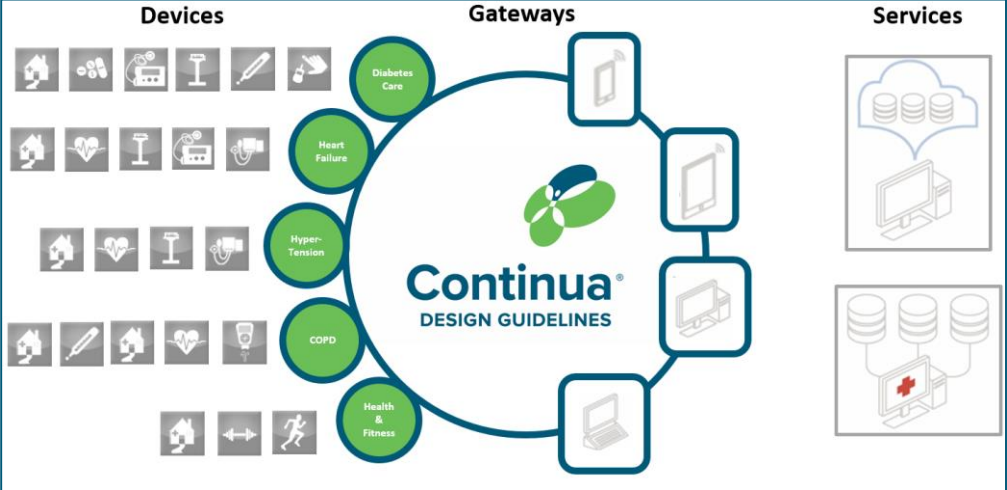 Devices
Gateways
Services
Diabetes
Care
Heart
Failure
Hyper-
Tension
COPD
Health
&
Fitness
Continua®
DESIGN GUIDELINES